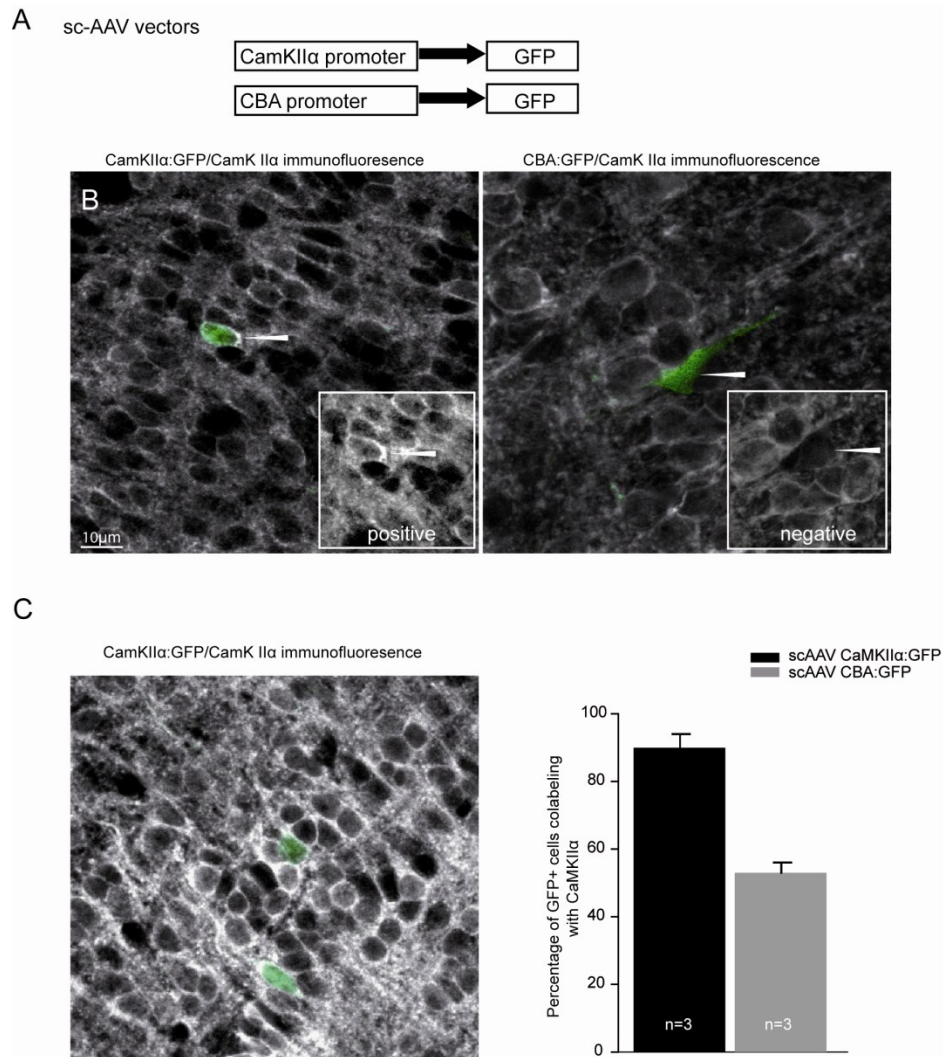 A
sc-AAV vectors
CamKIIα promoter GFP
CBA promoter GFP
CamKIIα:GFP/CamK IIα immunofluoresence
CBA:GFP/CamK IIα immunofluorescence
B
10μm
positive
negative
C
CamKIIα:GFP/CamK IIα immunofluoresence
scAAV CaMKIIα:GFP
scAAV CBA:GFP
Percentage of GFP+ cells colabeling
with CaMKIIα
100
80
60
40
20
0
n=3
n=3